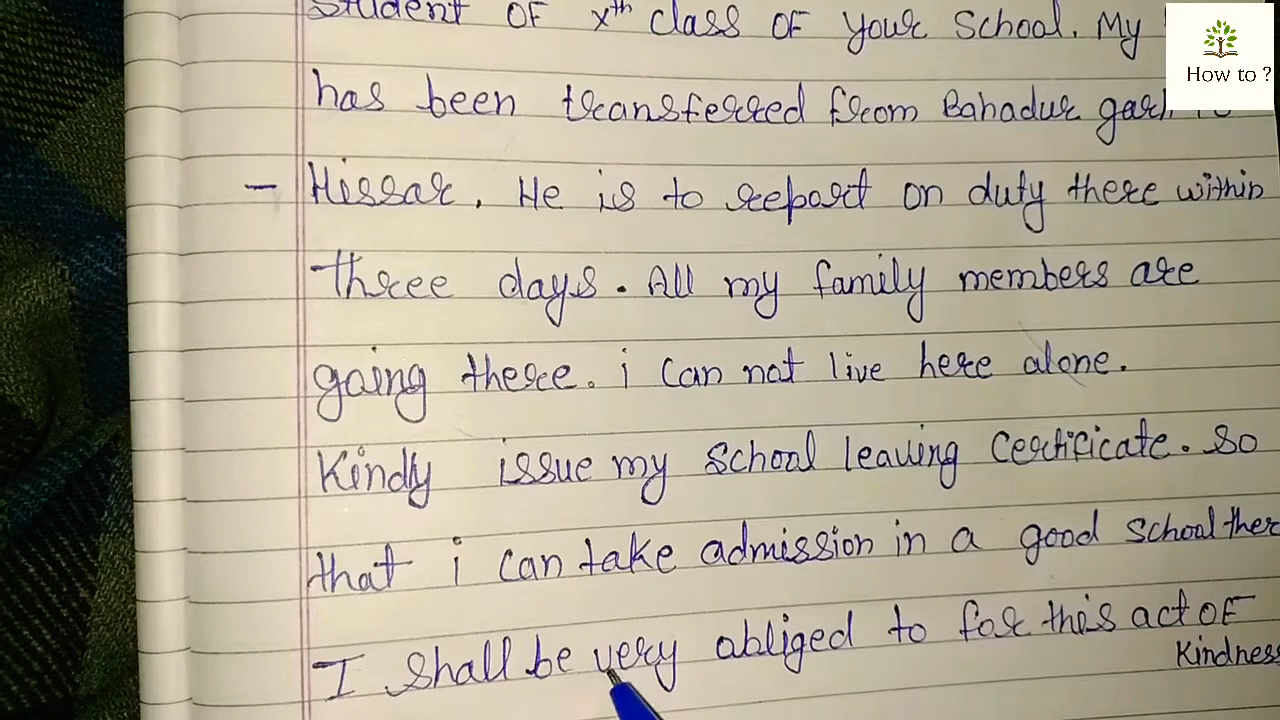 student OF xth class OF your school. My
has been transferred from Bahadur garh to
- Hissar. He is to report on duty there within
three days. All my family members are
going there. i can not live here alone.
Kindly issue my school leaving certificate. so
that i can take admission in a good school ther
I shall be very obliged to for this act OF
Kindness
How to ?